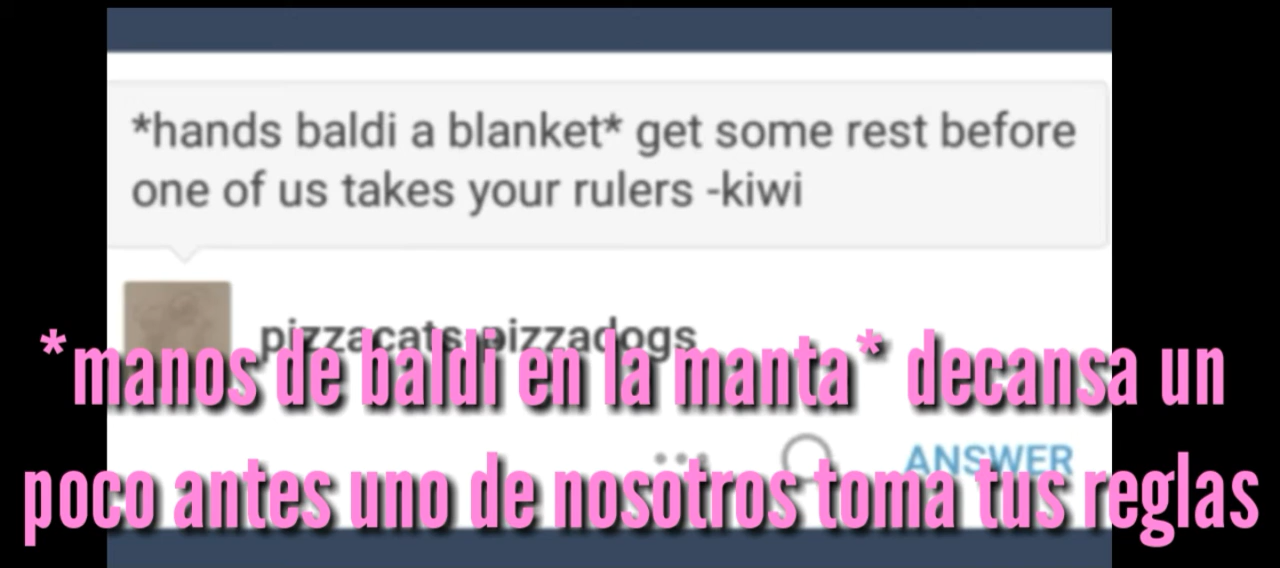 *hands baldi a blanket* get some rest before
one of us takes your rulers -kiwi
pizzacats-pizzadogs
*manos de baldi en la manta* decansa un
ANSWER
poco antes uno de nosotros toma tus reglas